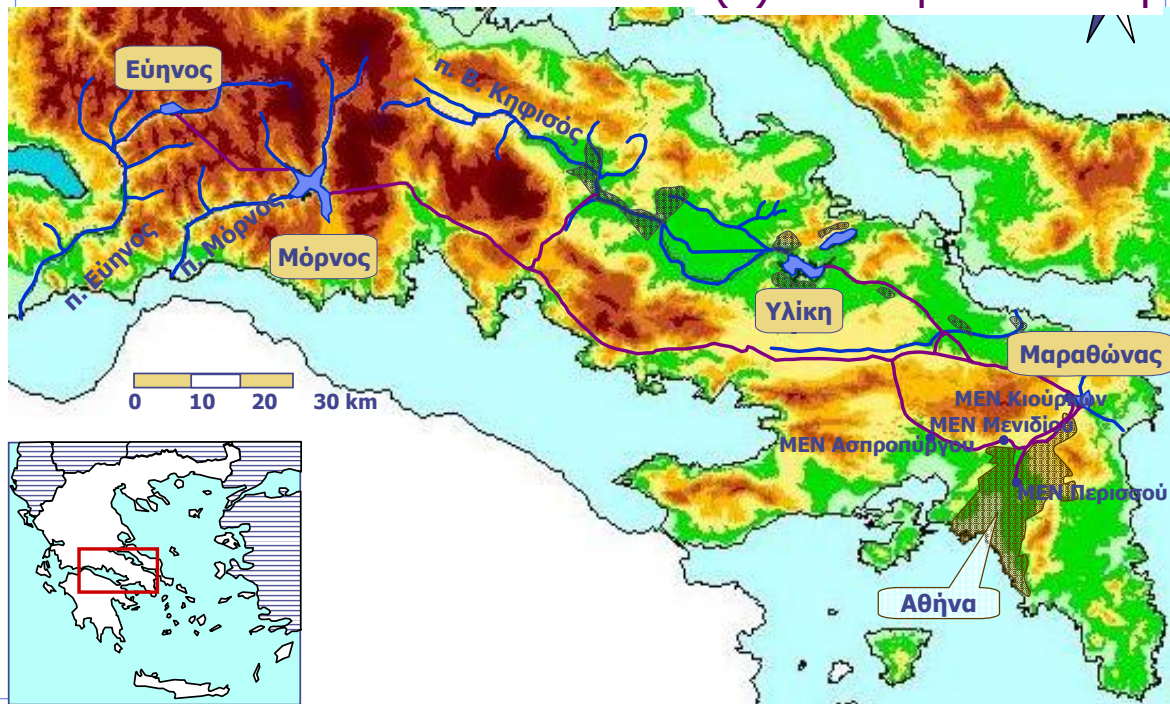 Εύηνος
π. Β. Κηφισός
π. Εύηνος
π. Μόρνος
Μόρνος
Υλίκη
Μαραθώνας
0 10 20 30 km
ΜΕΝ Κιούρκων
ΜΕΝ Μενιδίου
ΜΕΝ Ασπροπύργου
ΜΕΝ Περισσού
Αθήνα